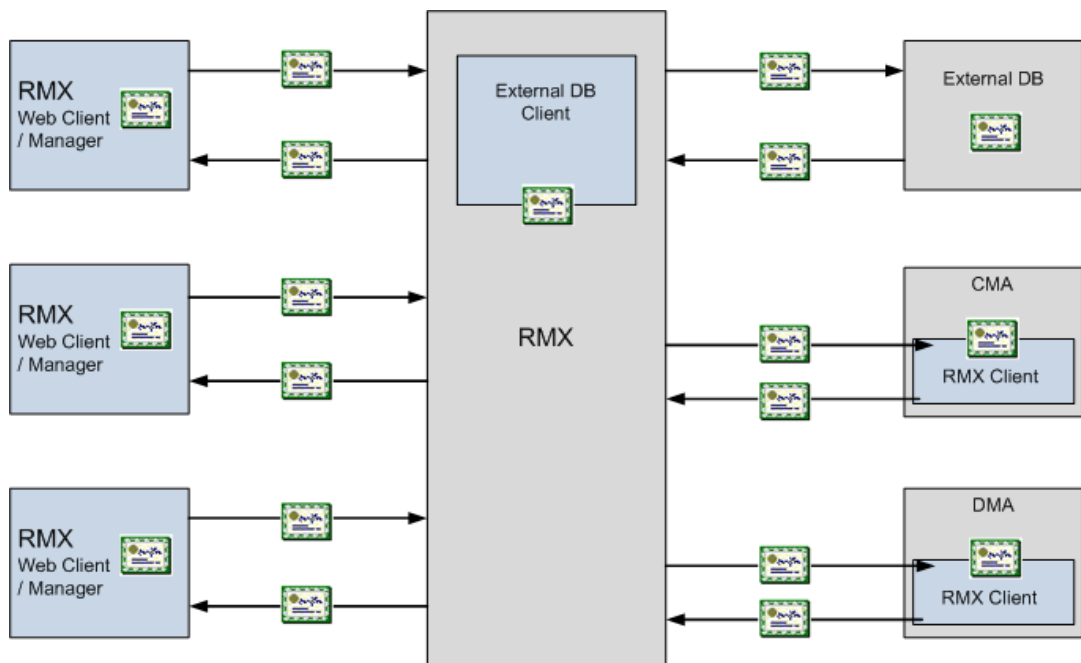 RMX
Web Client
/ Manager
RMX
Web Client
/ Manager
RMX
Web Client
/ Manager
External DB
Client
RMX
External DB
CMA
RMX Client
DMA
RMX Client